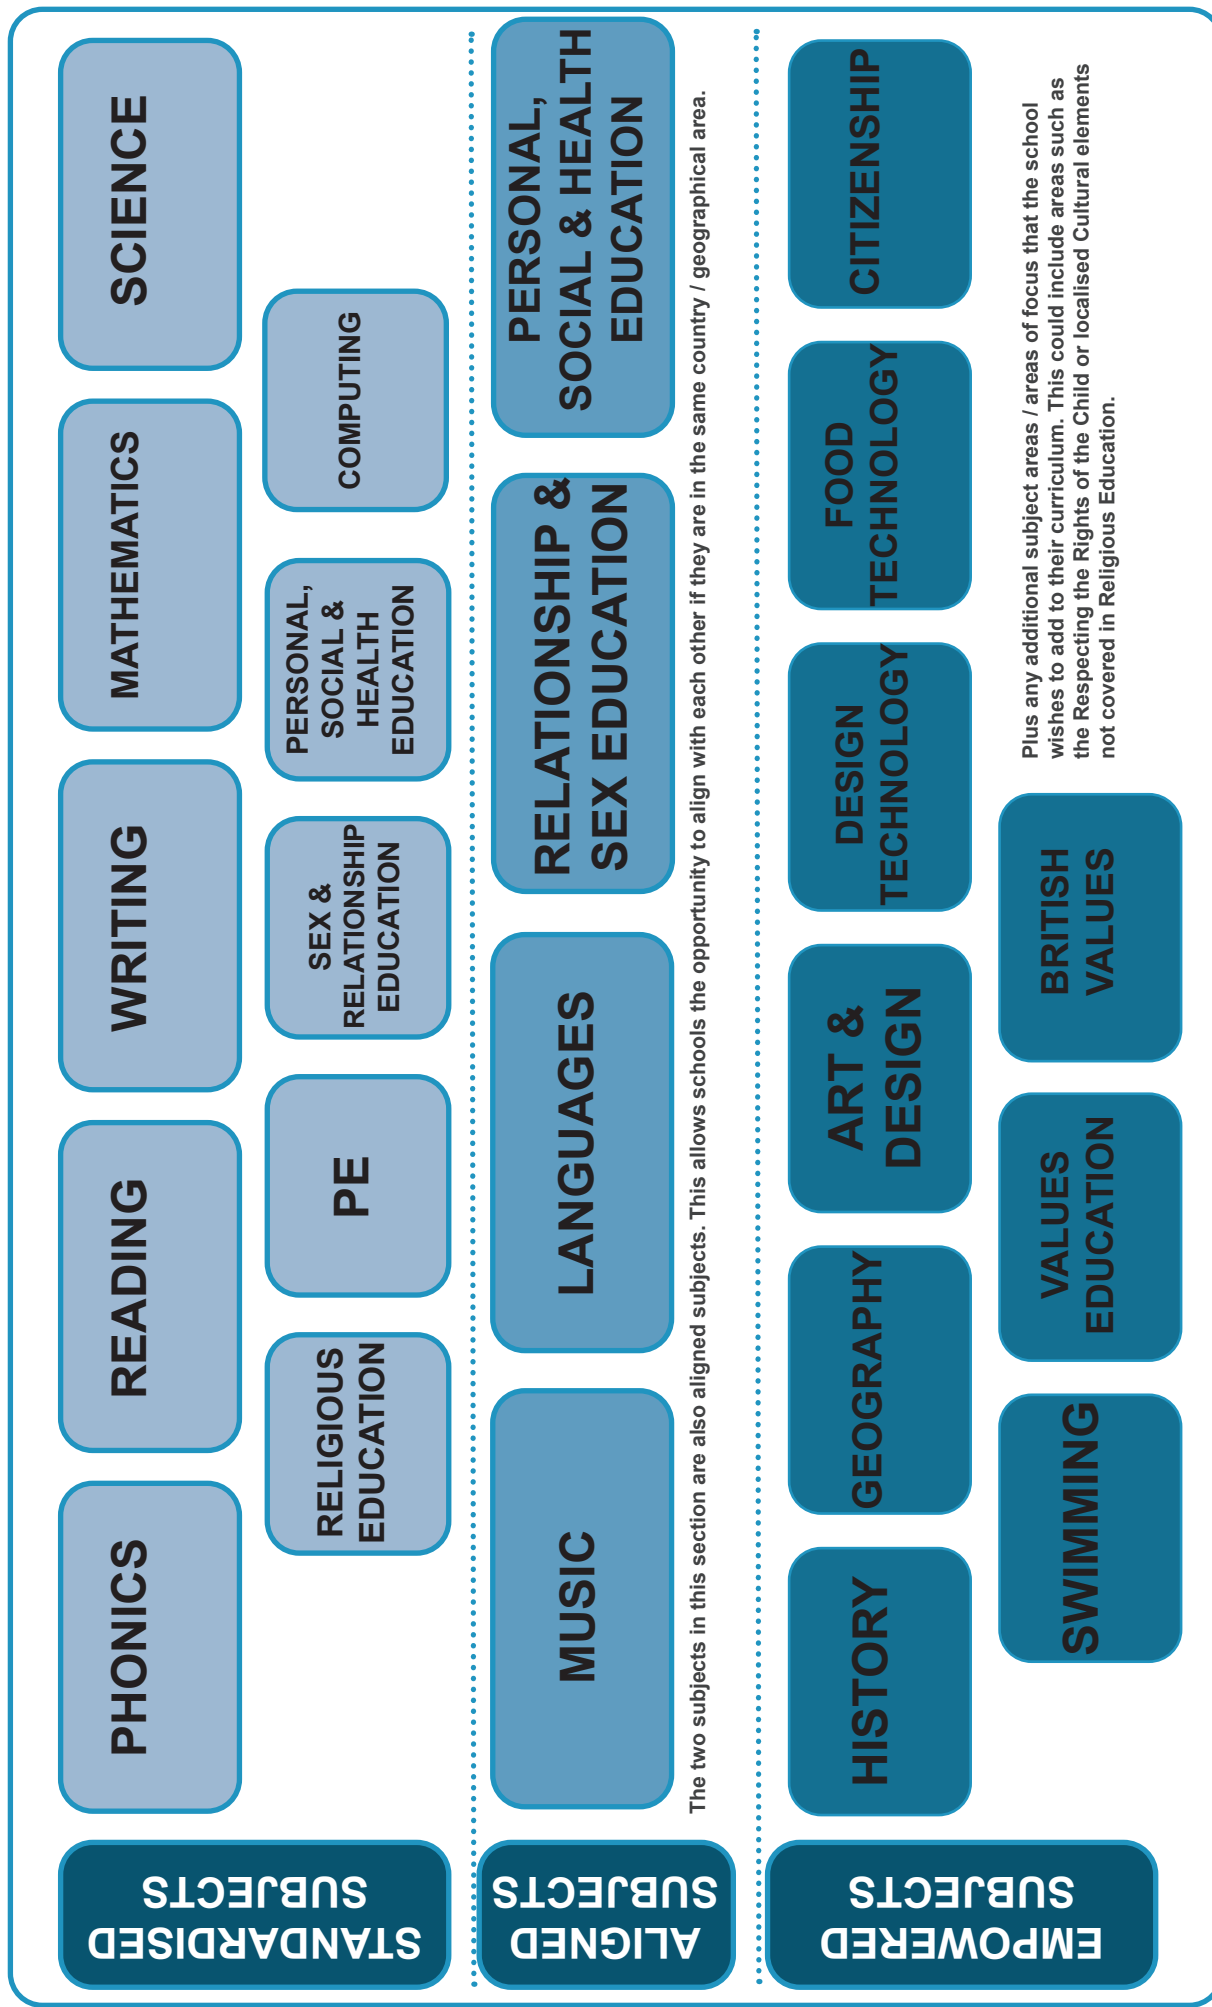 STANDARDISED
SUBJECTS
PHONICS
READING
WRITING
MATHEMATICS
SCIENCE
RELIGIOUS
EDUCATION
PE
SEX &
RELATIONSHIP
EDUCATION
PERSONAL,
SOCIAL &
HEALTH
EDUCATION
COMPUTING
ALIGNED
SUBJECTS
MUSIC
LANGUAGES
RELATIONSHIP &
SEX EDUCATION
PERSONAL,
SOCIAL & HEALTH
EDUCATION
The two subjects in this section are also aligned subjects. This allows schools the opportunity to align with each other if they are in the same country / geographical area.
EMPOWERED
SUBJECTS
HISTORY
GEOGRAPHY
ART &
DESIGN
DESIGN
TECHNOLOGY
FOOD
TECHNOLOGY
CITIZENSHIP
SWIMMING
VALUES
EDUCATION
BRITISH
VALUES
Plus any additional subject areas / areas of focus that the school
wishes to add to their curriculum. This could include areas such as
the Respecting the Rights of the Child or localised Cultural elements
not covered in Religious Education.